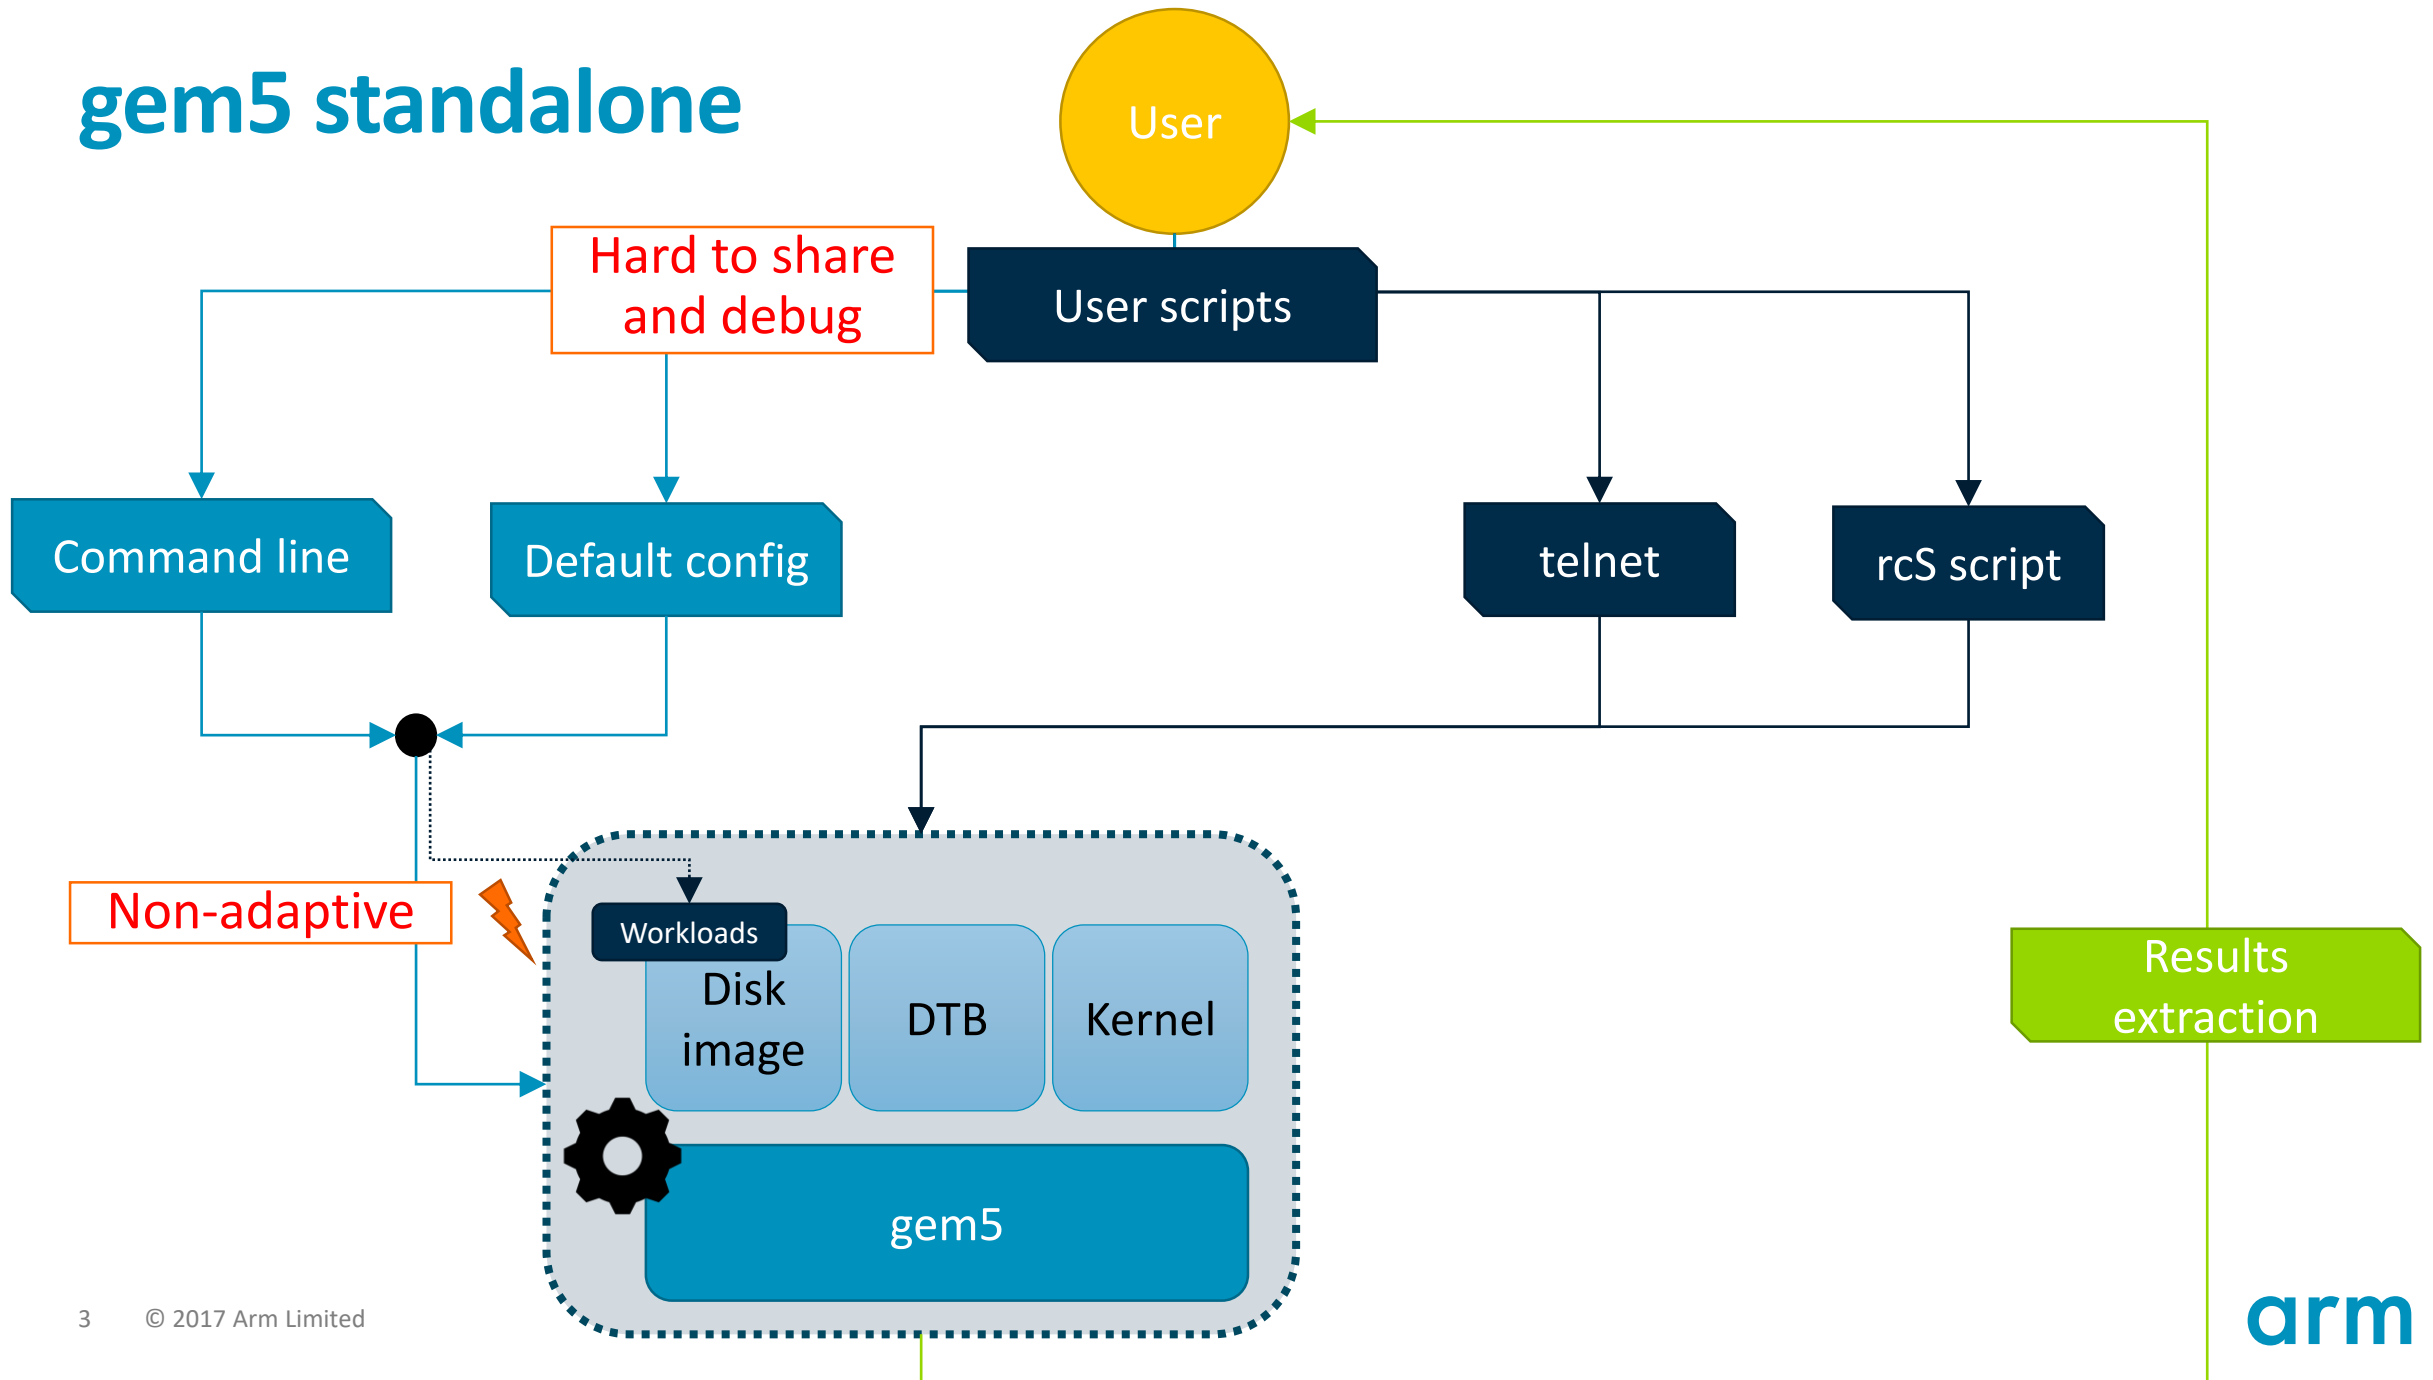 gem5 standalone
User
Hard to share
and debug
User scripts
Command line
Default config
telnet
rcS script
Non-adaptive
Workloads
Disk
image
DTB
Kernel
Results
extraction
gem5
3
© 2017 Arm Limited
arm